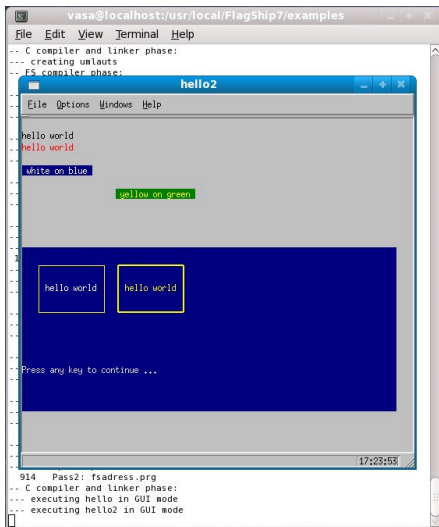 vasa@localhost:/usr/local/FlagShip7/examples
File Edit View Terminal Help
-- C compiler and linker phase:
--- creating umlauts
-- FS compiler phase:
hello2
File Options Windows Help
hello world
hello world
white on blue
yellow on green
hello world hello world
Press any key to continue ...
17:23:53
914 Pass2: fsadress.prg
-- C compiler and linker phase:
--- executing hello in GUI mode
--- executing hello2 in GUI mode